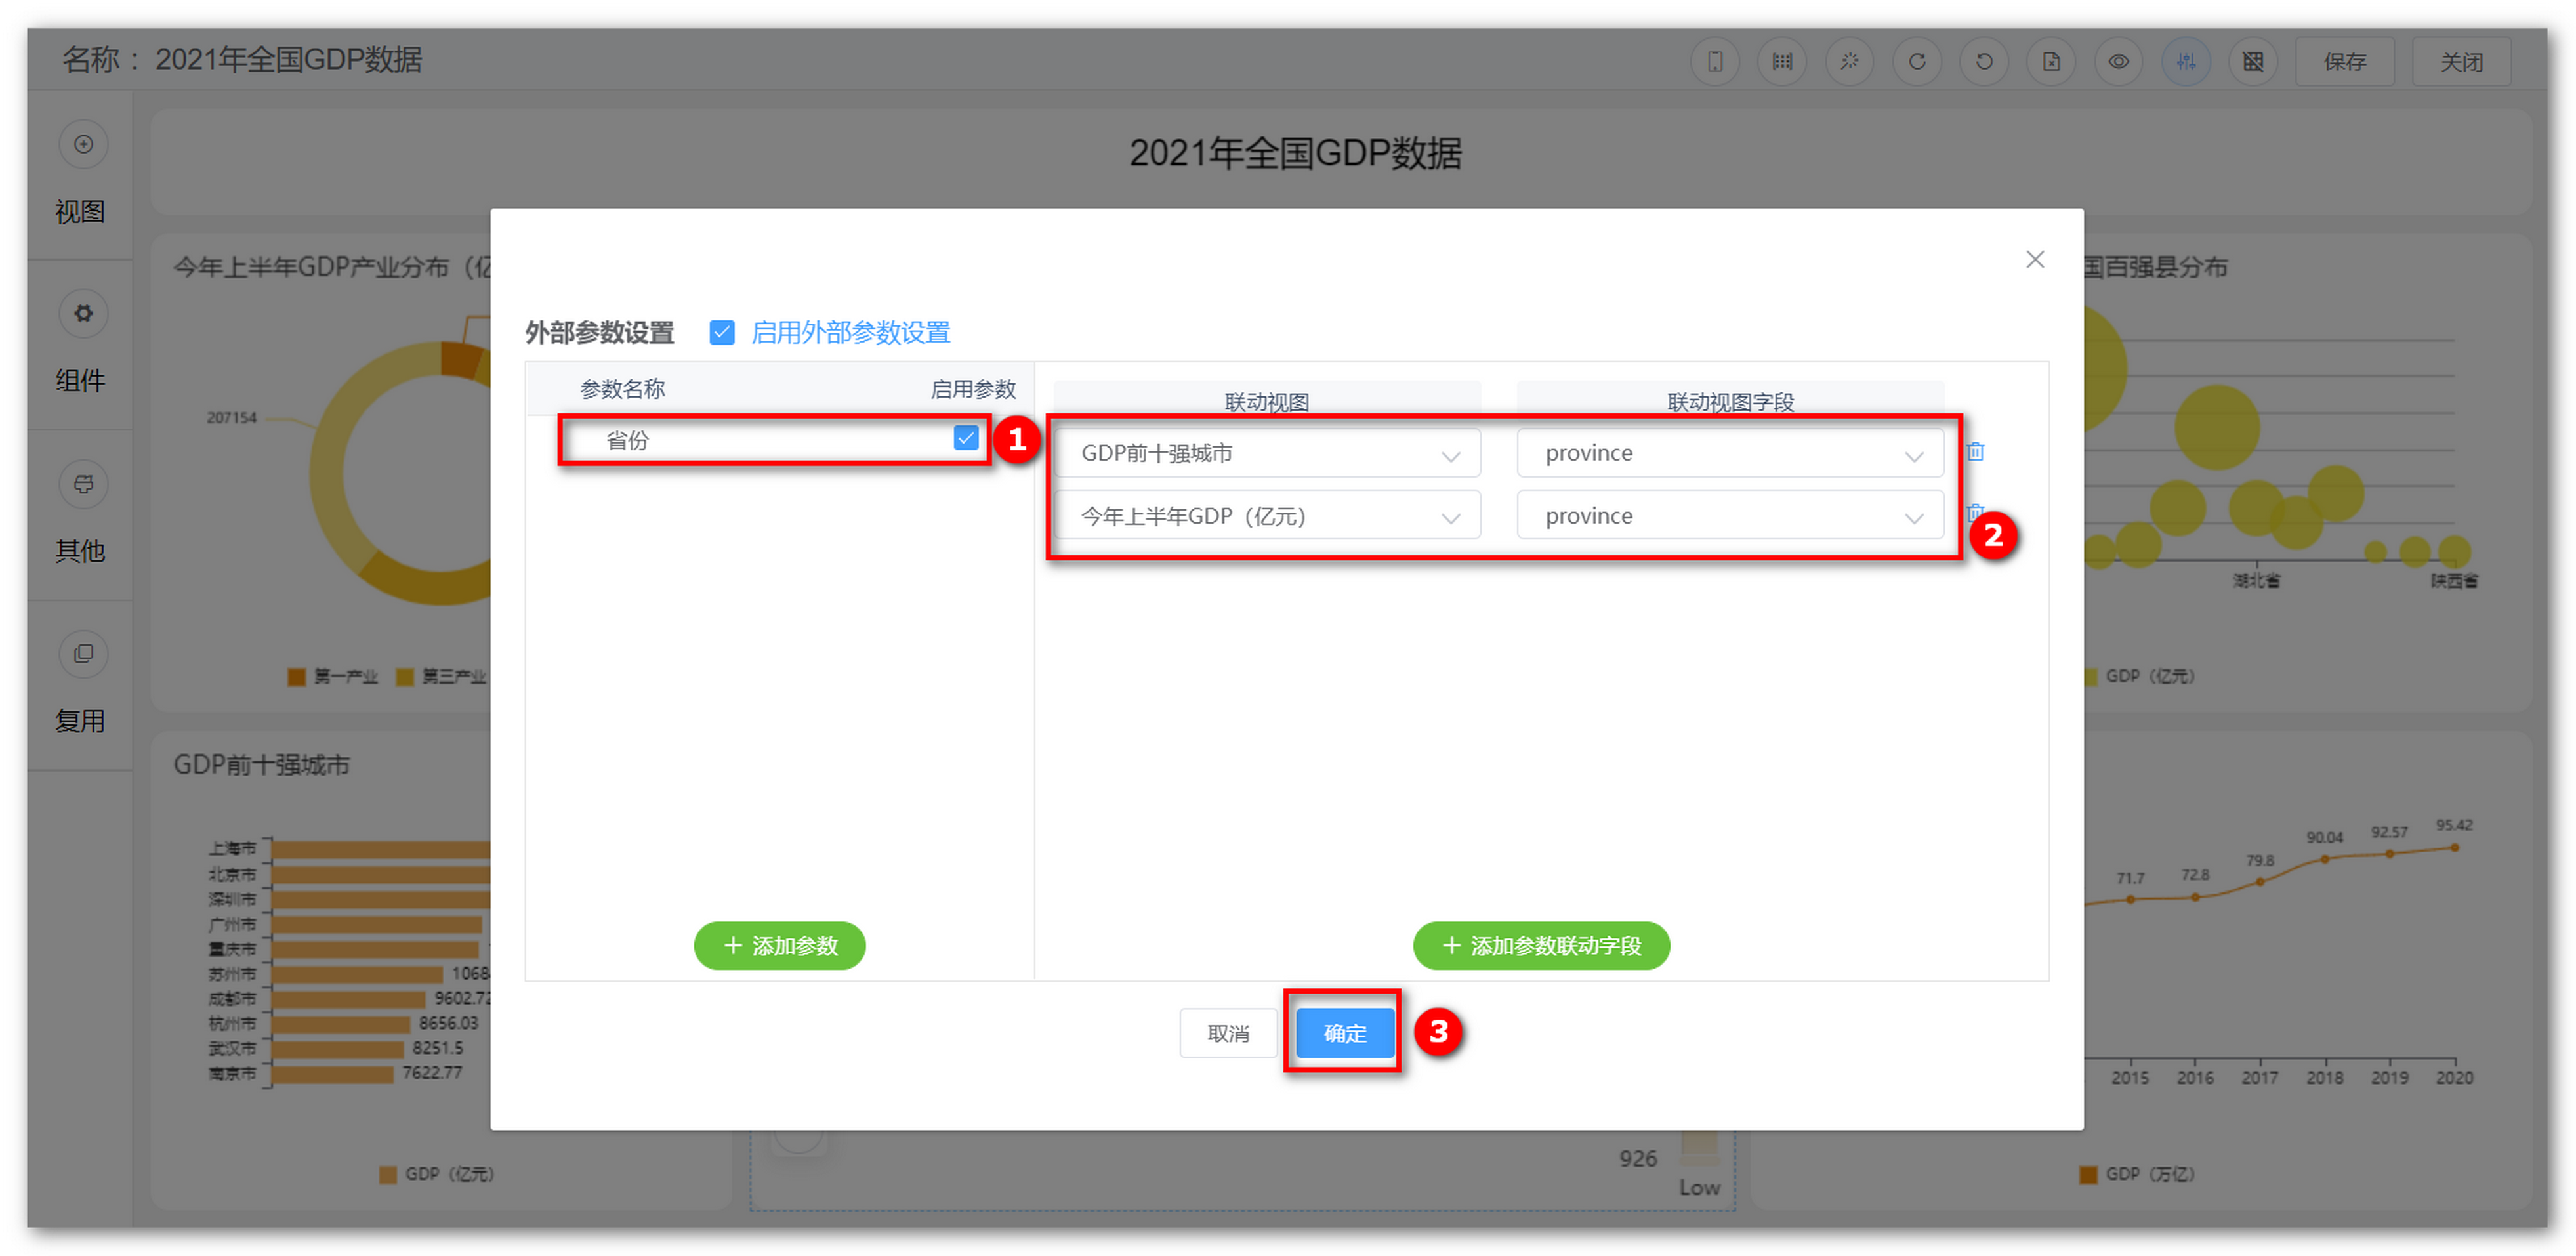 名称： 2021年全国GDP数据
保存
关闭
视图
组件
其他
复用
2021年全国GDP数据
今年上半年GDP产业分布（亿
207154
第一产业
第三产业
国百强县分布
湖北省
陕西省
GDP（亿元）
外部参数设置
启用外部参数设置
参数名称
启用参数
联动视图
联动视图字段
省份
1
GDP前十强城市
province
今年上半年GDP（亿元）
province
2
添加参数
添加参数联动字段
取消
确定
3
GDP前十强城市
上海市
北京市
深圳市
广州市
重庆市
苏州市 1068
成都市 9602.72
杭州市 8656.03
武汉市 8251.5
南京市 7622.77
GDP（亿元）
926
Low
71.7
72.8
79.8
90.04
92.57
95.42
2015
2016
2017
2018
2019
2020
GDP（万亿）